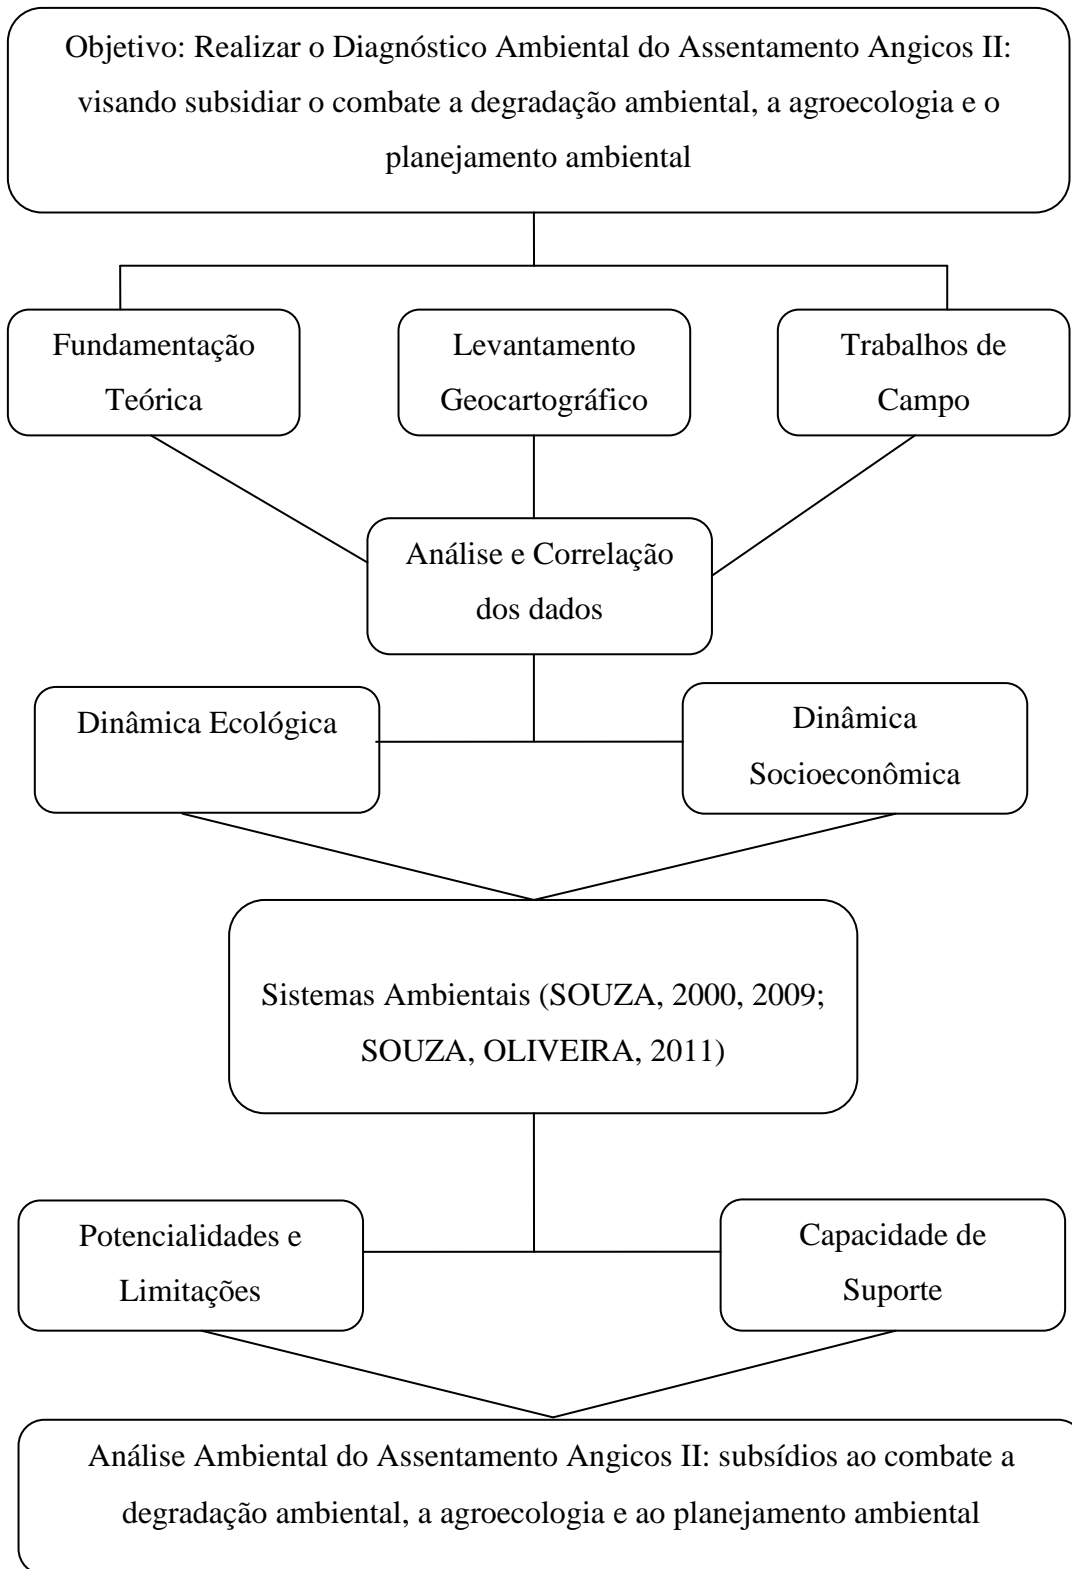 Objetivo: Realizar o Diagnóstico Ambiental do Assentamento Angicos II:
visando subsidiar o combate a degradação ambiental, a agroecologia e o
planejamento ambiental
Fundamentação
Teórica
Levantamento
Geocartográfico
Trabalhos de
Campo
Análise e Correlação
dos dados
Dinâmica Ecológica
Dinâmica
Socioeconômica
Sistemas Ambientais (SOUZA, 2000, 2009;
SOUZA, OLIVEIRA, 2011)
Potencialidades e
Limitações
Capacidade de
Suporte
Análise Ambiental do Assentamento Angicos II: subsídios ao combate a
degradação ambiental, a agroecologia e ao planejamento ambiental